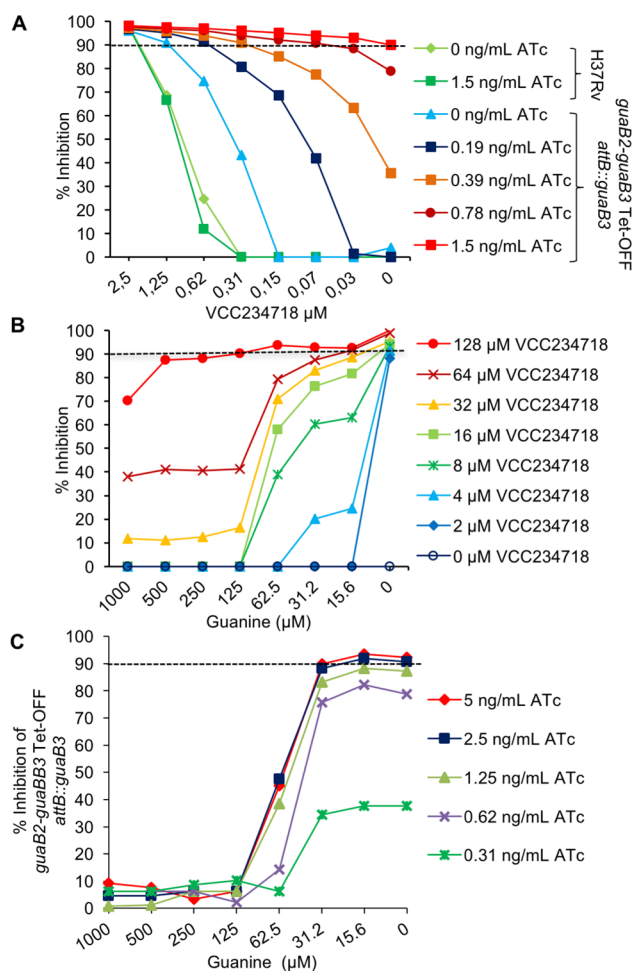 A
% Inhibition
100
90
80
70
60
50
40
30
20
10
0
2,5
1,25
0,62
0,31
0,15
0,07
0,03
0
VCC234718 µM
0 ng/mL ATc
1.5 ng/mL ATc
0 ng/mL ATc
0.19 ng/mL ATc
0.39 ng/mL ATc
0.78 ng/mL ATc
1.5 ng/mL ATc
H37Rv
guaB2-guaB3 Tet-OFF
attB::guaB3
B
% Inhibition
100
90
80
70
60
50
40
30
20
10
0
1000
500
250
125
62.5
31.2
15.6
0
Guanine (µM)
128 µM VCC234718
64 µM VCC234718
32 µM VCC234718
16 µM VCC234718
8 µM VCC234718
4 µM VCC234718
2 µM VCC234718
0 µM VCC234718
C
% Inhibition of
guaB2-guaBB3 Tet-OFF
attB::guaB3
100
90
80
70
60
50
40
30
20
10
0
1000
500
250
125
62.5
31.2
15.6
0
Guanine (µM)
5 ng/mL ATc
2.5 ng/mL ATc
1.25 ng/mL ATc
0.62 ng/mL ATc
0.31 ng/mL ATc